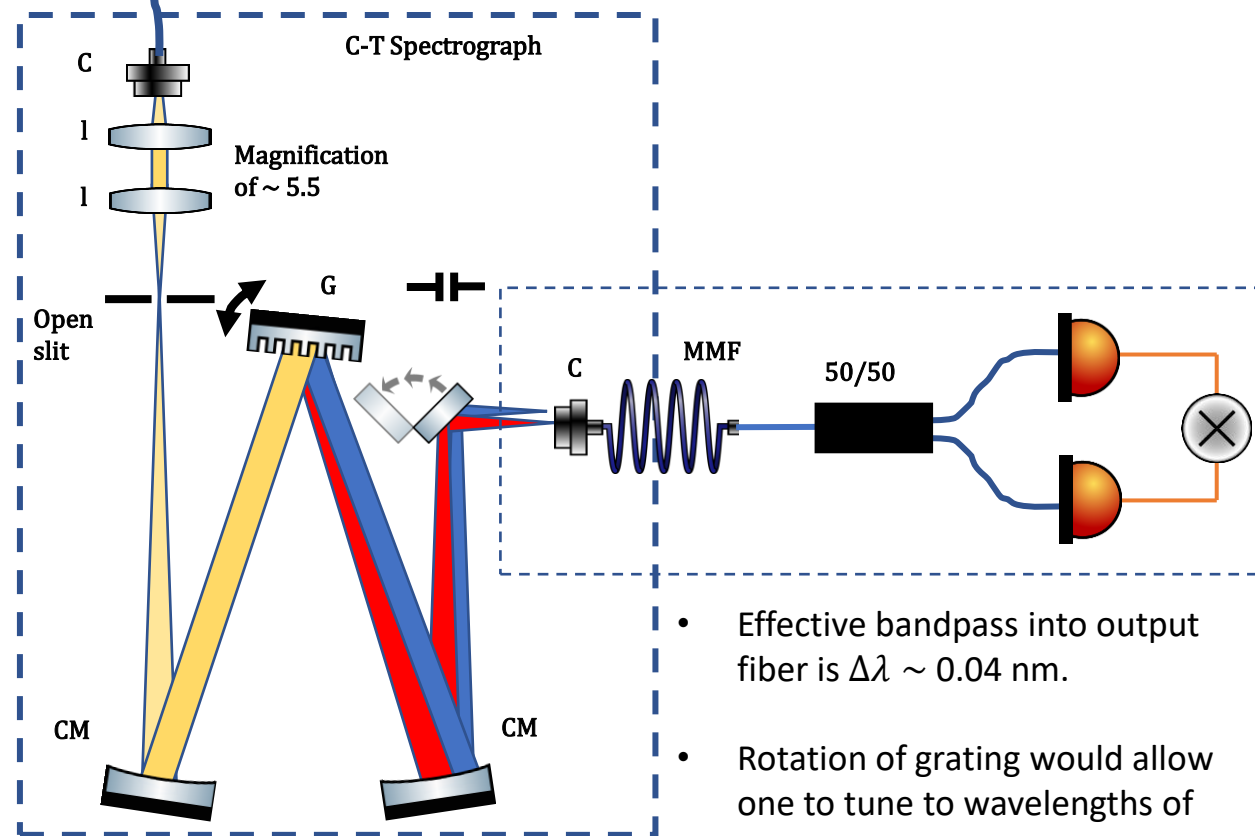 C-T Spectrograph
C
l
l
Magnification
of ~ 5.5
Open
slit
G
C
MMF
50/50
CM
CM
• Effective bandpass into output
fiber is Δλ ~ 0.04 nm.
• Rotation of grating would allow
one to tune to wavelengths of